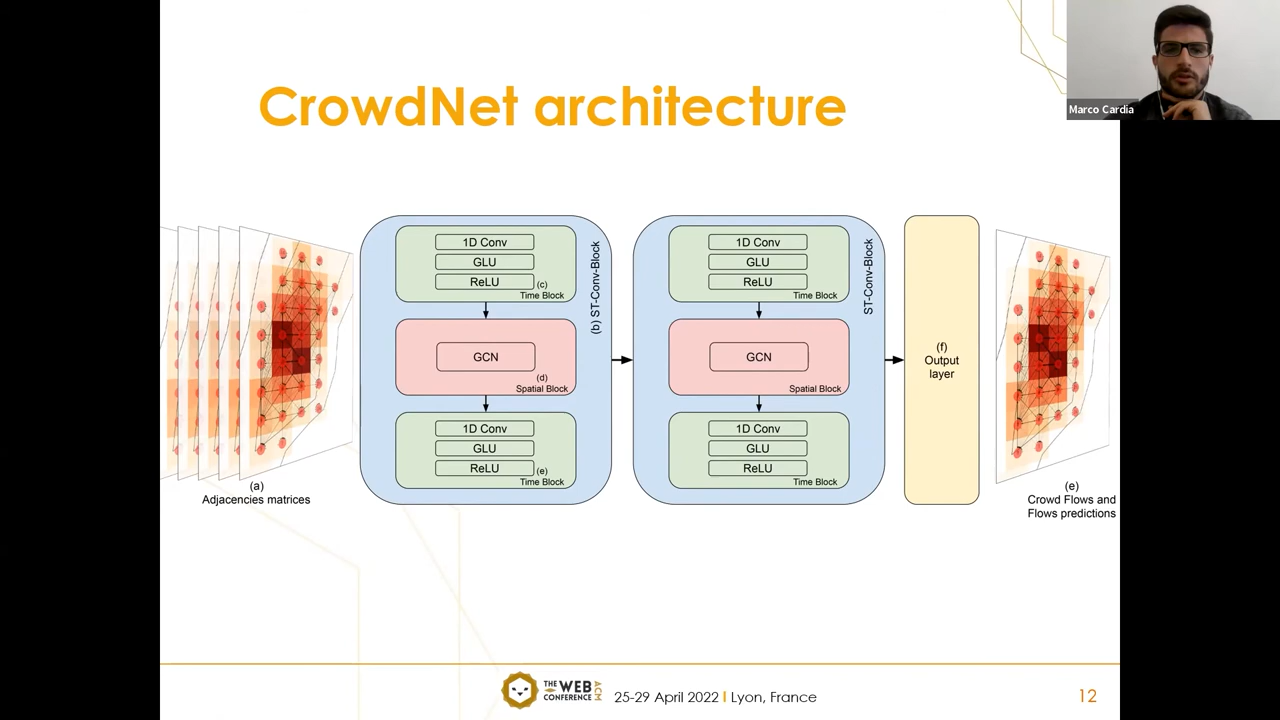 CrowdNet architecture
Marco Cardia
1D Conv
GLU
ReLU
(c)
Time Block
GCN
(d)
Spatial Block
1D Conv
GLU
ReLU
(e)
Time Block
(b) ST-Conv-Block
1D Conv
GLU
ReLU
Time Block
GCN
Spatial Block
1D Conv
GLU
ReLU
Time Block
ST-Conv-Block
(f)
Output
layer
(a)
Adjacencies matrices
(e)
Crowd Flows and
Flows predictions
THE WEB
CONFERENCE
ACM
25-29 April 2022 I Lyon, France
12